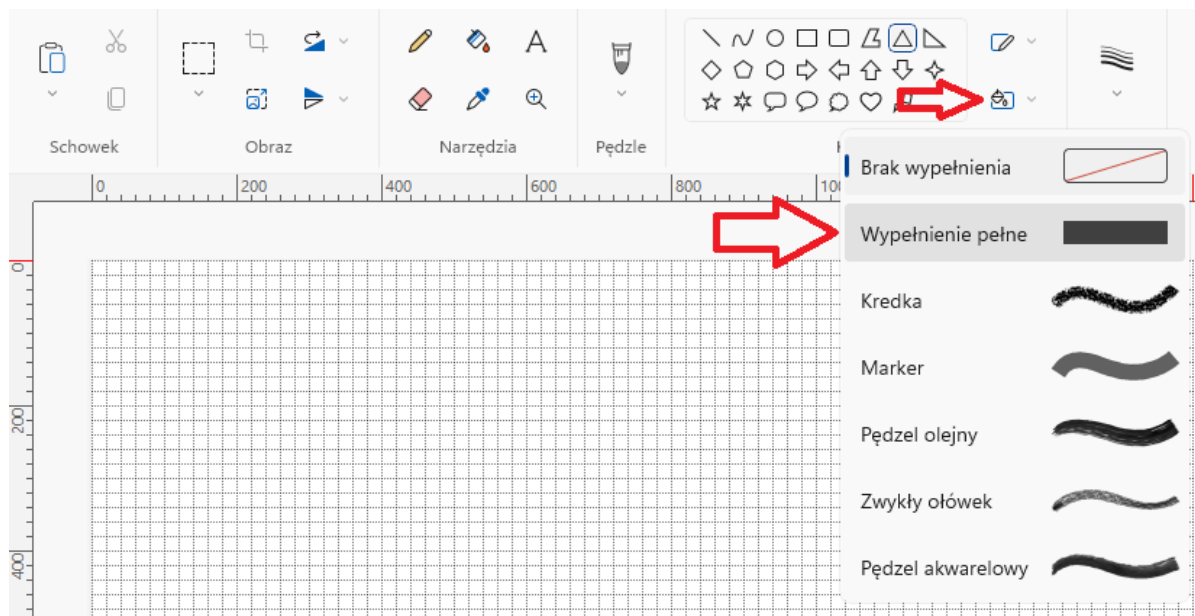 Schowek
Obraz
Narzędzia
Pędzle
0 200 400 600 800
Brak wypełnienia
Wypełnienie pełne
Kredka
Marker
Pędzel olejny
Zwykły ołówek
Pędzel akwarelowy
0
200
400